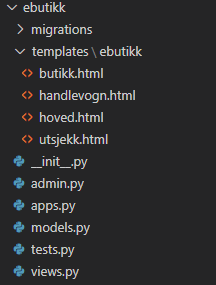 ebutikk
migrations
templates \ ebutikk
butikk.html
handlevogn.html
hoved.html
utsjekk.html
__init__.py
admin.py
apps.py
models.py
tests.py
views.py